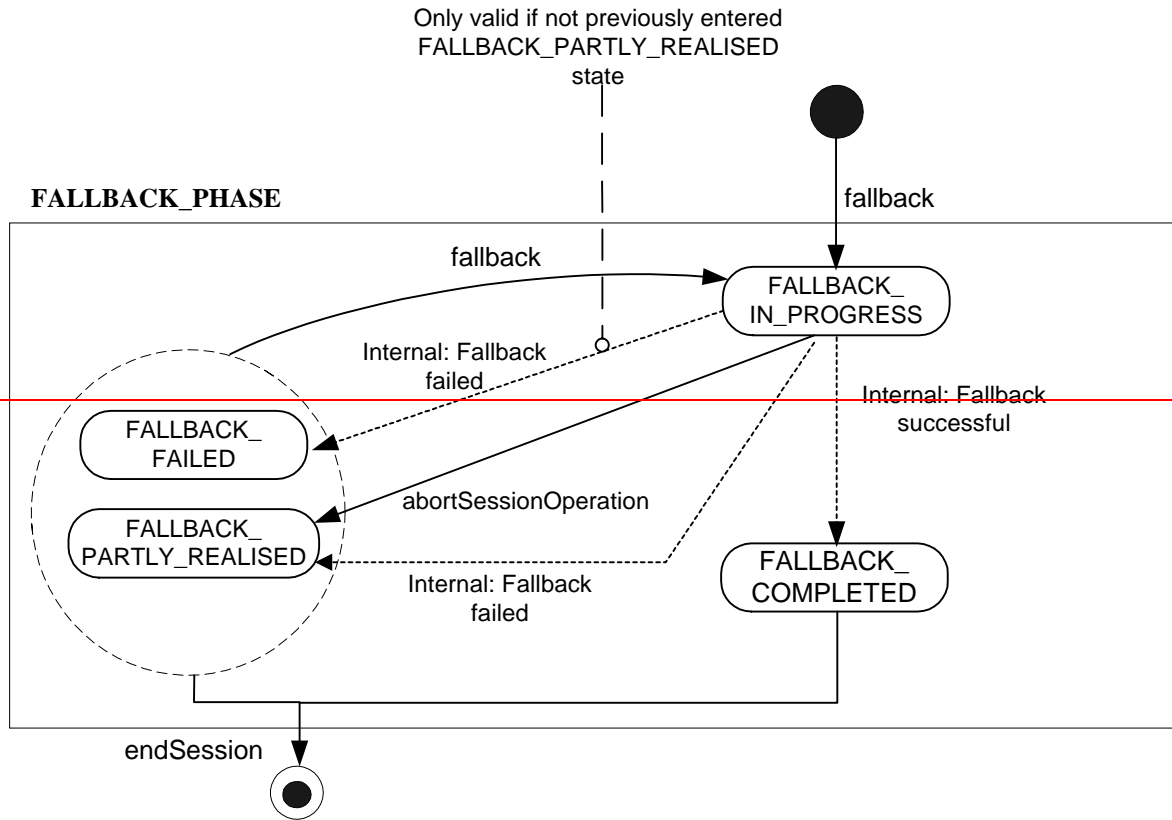 Only valid if not previously entered
FALLBACK_PARTLY_REALISED
state
FALLBACK_PHASE
fallback
fallback
FALLBACK_
IN_PROGRESS
Internal: Fallback
failed
Internal: Fallback
successful
FALLBACK_
FAILED
abortSessionOperation
FALLBACK_
PARTLY_REALISED
FALLBACK_
COMPLETED
Internal: Fallback
failed
endSession